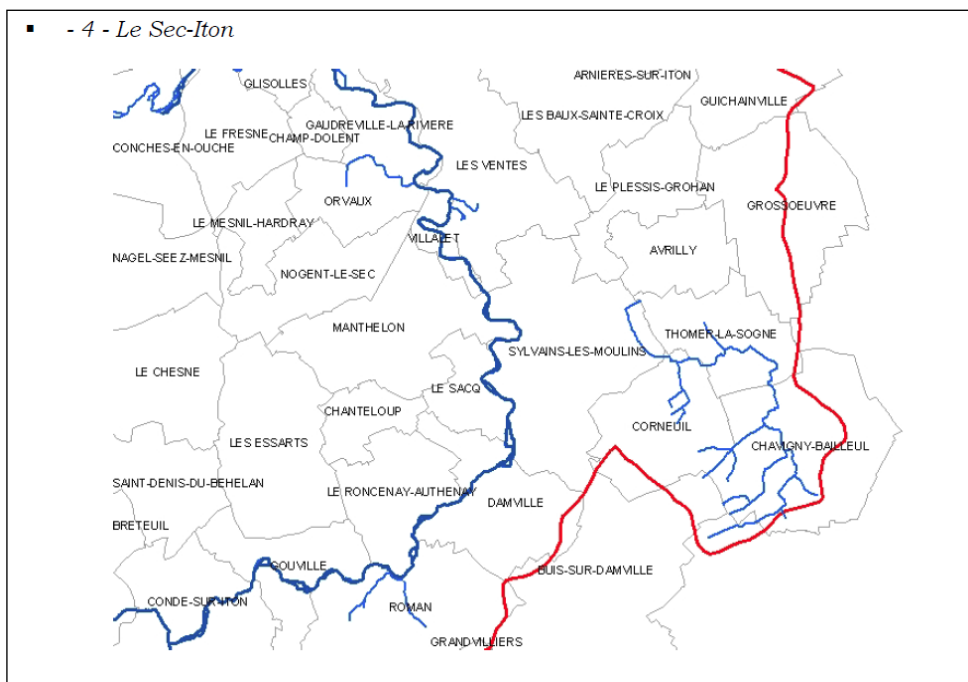 ▪ - 4 - Le Sec-Iton
ARNIERES-SUR-ITON
GLISOLLES
GUICHAINVILLE
LES BAUX-SAINTE-CROIX
GAUDREVILLE-LA-RIVIERE
LE FRESNE
CHAMP-DOLENT
CONCHES-EN-OUCHE
LES VENTES
LE PLESSIS-GROHAN
ORVAUX
GROSSOEUVRE
LE MESNIL-HARDRAY
VILLALET
AVRILLY
NAGEL-SEEZ-MESNIL
NOGENT-LE-SEC
MANTHELON
THOMER-LA-SOGNE
SYLVAINS-LES-MOULINS
LE CHESNE
LE SACQ
CHANTELOUP
CORNEUIL
LES ESSARTS
CHAVIGNY-BAILLEUL
SAINT-DENIS-DU-BEHELAN
LE RONCENAY-AUTHENAY
DAMVILLE
BRETEUIL
GOUVILLE
BUIS-SUR-DAMVILLE
CONDE-SUR-ITON
ROMAN
GRANDVILLIERS